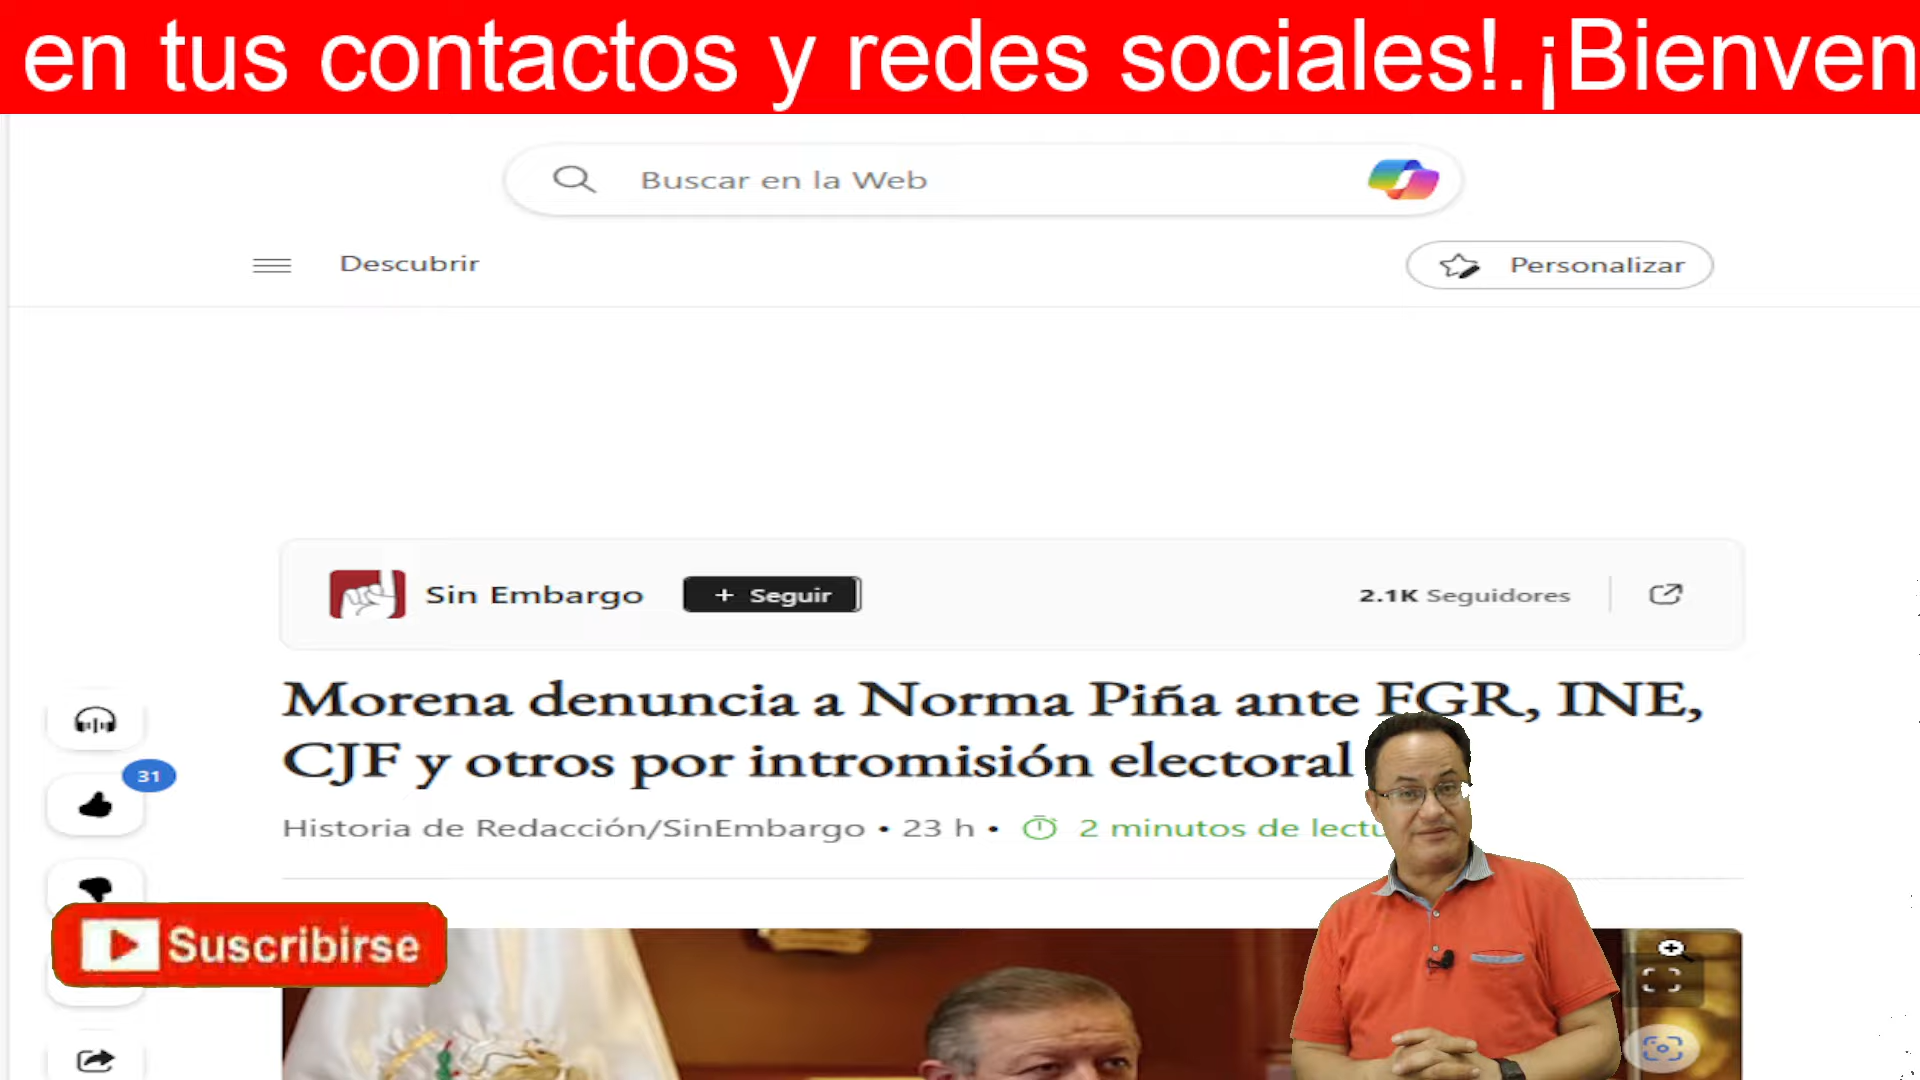 en tus contactos y redes sociales!.¡Bienven
Buscar en la Web
Descubrir
Personalizar
Sin Embargo
+ Seguir
2.1K Seguidores
Morena denuncia a Norma Piña ante FGR, INE,
CJF y otros por intromisión electoral
31
Historia de Redacción/SinEmbargo • 23 h •
2 minutos de lectu
Suscribirse